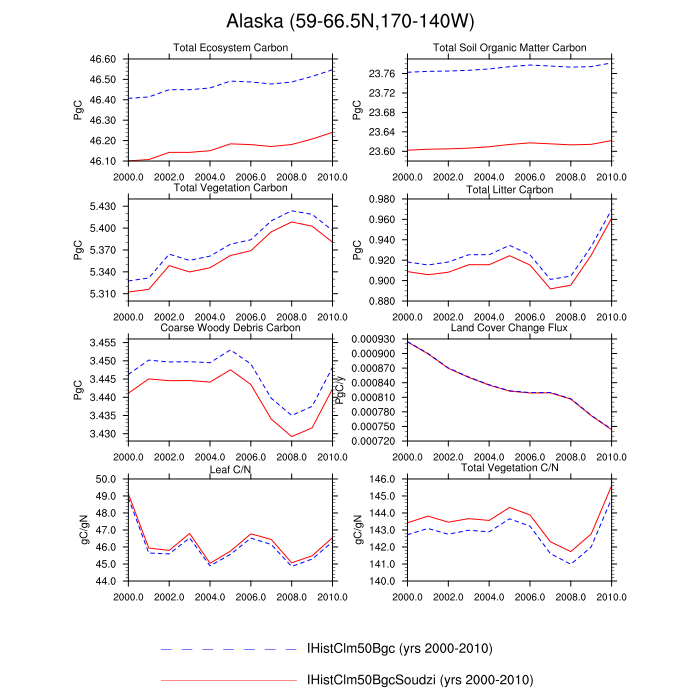 Alaska (59-66.5N,170-140W)
Total Ecosystem Carbon
46.60
46.50
46.40
46.30
46.20
46.10
PgC
2000.0 2002.0 2004.0 2006.0 2008.0 2010.0
Total Soil Organic Matter Carbon
23.76
23.72
23.68
23.64
23.60
PgC
2000.0 2002.0 2004.0 2006.0 2008.0 2010.0
Total Vegetation Carbon
5.430
5.400
5.370
5.340
5.310
PgC
2000.0 2002.0 2004.0 2006.0 2008.0 2010.0
Total Litter Carbon
0.980
0.960
0.940
0.920
0.900
0.880
PgC
2000.0 2002.0 2004.0 2006.0 2008.0 2010.0
Coarse Woody Debris Carbon
3.455
3.450
3.445
3.440
3.435
3.430
PgC
2000.0 2002.0 2004.0 2006.0 2008.0 2010.0
Land Cover Change Flux
0.000930
0.000900
0.000870
0.000840
0.000810
0.000780
0.000750
0.000720
PgC/y
2000.0 2002.0 2004.0 2006.0 2008.0 2010.0
Leaf C/N
50.0
49.0
48.0
47.0
46.0
45.0
44.0
gC/gN
2000.0 2002.0 2004.0 2006.0 2008.0 2010.0
Total Vegetation C/N
146.0
145.0
144.0
143.0
142.0
141.0
140.0
gC/gN
2000.0 2002.0 2004.0 2006.0 2008.0 2010.0
IHistClm50Bgc (yrs 2000-2010)
IHistClm50BgcSoudzi (yrs 2000-2010)